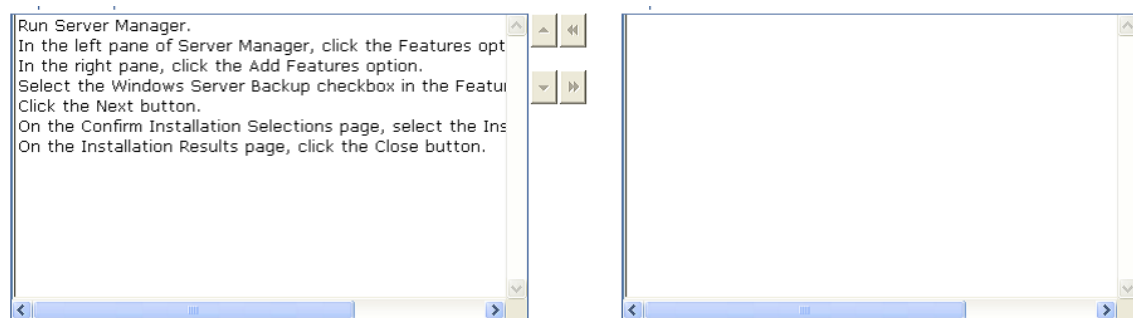 Run Server Manager.
In the left pane of Server Manager, click the Features opt
In the right pane, click the Add Features option.
Select the Windows Server Backup checkbox in the Featu
Click the Next button.
On the Confirm Installation Selections page, select the Ins
On the Installation Results page, click the Close button.